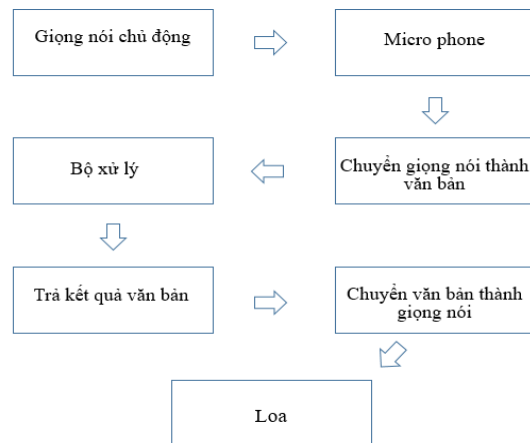 Giọng nói chủ động
Micro phone
Chuyển giọng nói thành
văn bản
Bộ xử lý
Trả kết quả văn bản
Chuyển văn bản thành
giọng nói
Loa